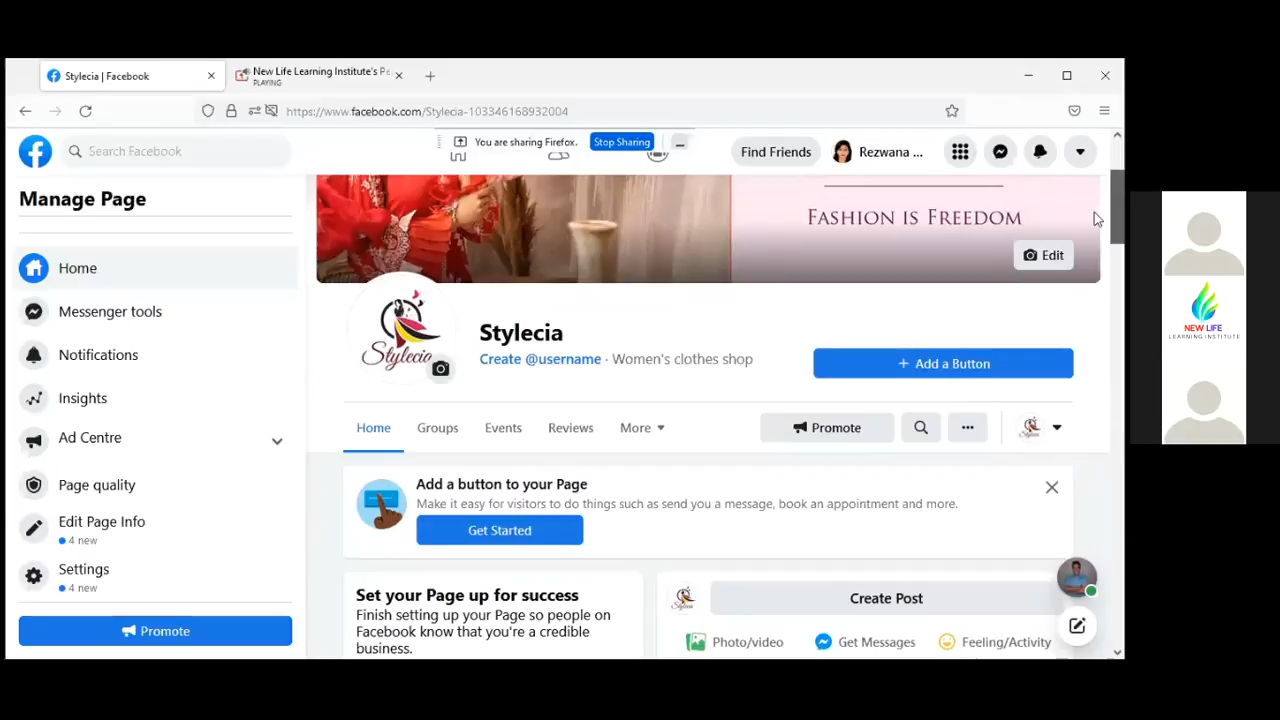 Stylecia | Facebook
New Life Learning Institute's Pe
PLAYING
https://www.facebook.com/Stylecia-103346168932004
Search Facebook
You are sharing Firefox.
Stop Sharing
Find Friends
Rezwana ...
Manage Page
Home
Messenger tools
Notifications
Insights
Ad Centre
Page quality
Edit Page Info
4 new
Settings
4 new
Promote
FASHION IS FREEDOM
Edit
Stylecia
Stylecia
Create @username · Women's clothes shop
+ Add a Button
Home
Groups
Events
Reviews
More
Promote
Add a button to your Page
Make it easy for visitors to do things such as send you a message, book an appointment and more.
Get Started
Set your Page up for success
Finish setting up your Page so people on
Facebook know that you're a credible
business.
Create Post
Photo/video
Get Messages
Feeling/Activity
NEW LIFE
LEARNING INSTITUTE